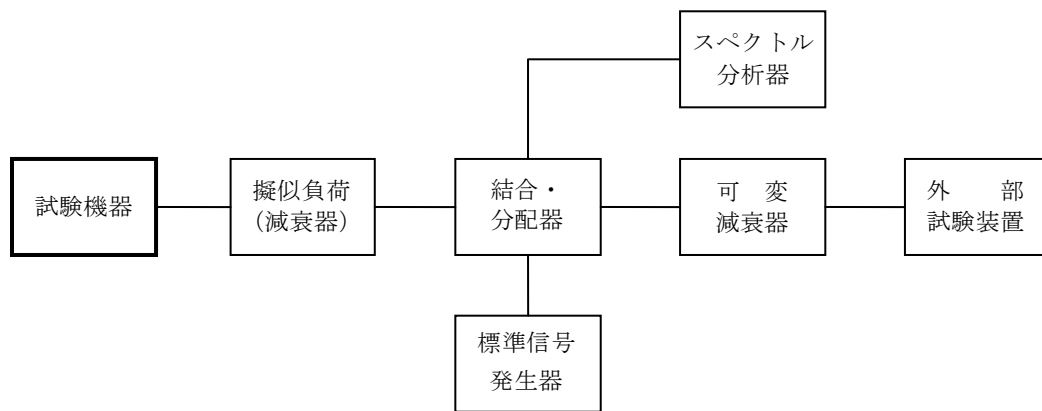 スペクトル
分析器
試験機器
擬似負荷
(減衰器)
結合・
分配器
可 変
減衰器
外 部
試験装置
標準信号
発生器